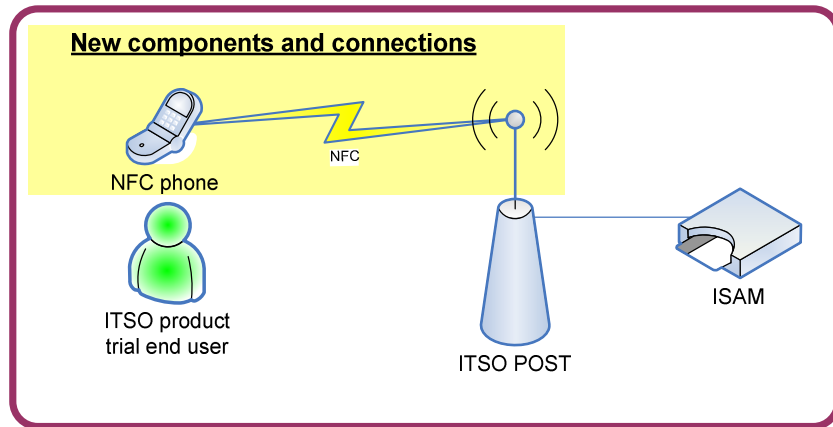 New components and connections
NFC
NFC phone
ITSO product
trial end user
ITSO POST
ISAM